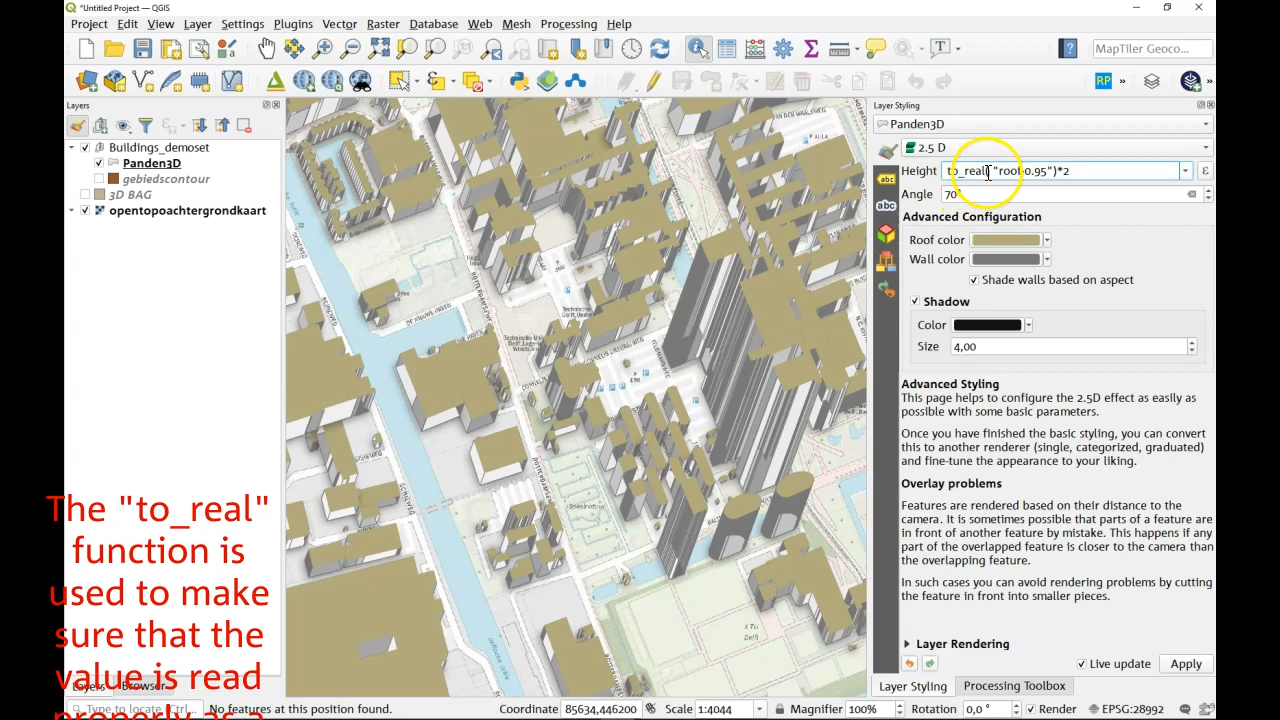 *Untitled Project — QGIS
Project Edit View Layer Settings Plugins Vector Raster Database Web Mesh Processing Help
MapTiler Geoco...
RP » »
Layers
Layer Styling
Buildings_demoset
Panden3D
gebiedscontour
3D BAG
opentopoachtergrondkaart
Panden3D
2.5 D
Height to_real( "roof-0.95")*2 ε
Angle 70°
Advanced Configuration
Roof color
Wall color
Shade walls based on aspect
Shadow
Color
Size 4,00
Advanced Styling
This page helps to configure the 2.5D effect as easily as
possible with some basic parameters.
Once you have finished the basic styling, you can convert
this to another renderer (single, categorized, graduated)
and fine-tune the appearance to your liking.
Overlay problems
Features are rendered based on their distance to the
camera. It is sometimes possible that parts of a feature are
in front of another feature by mistake. This happens if any
part of the overlapped feature is closer to the camera than
the overlapping feature.
In such cases you can avoid rendering problems by cutting
the feature in front into smaller pieces.
Layer Rendering
Live update Apply
Layer Styling Processing Toolbox
The "to_real"
function is
used to make
sure that the
value is read
properly as a
Layers Browser
Type to locate (Ctrl... No features at this position found. Coordinate 85634,446200 Scale 1:4044 Magnifier 100% Rotation 0,0 ° Render EPSG:28992